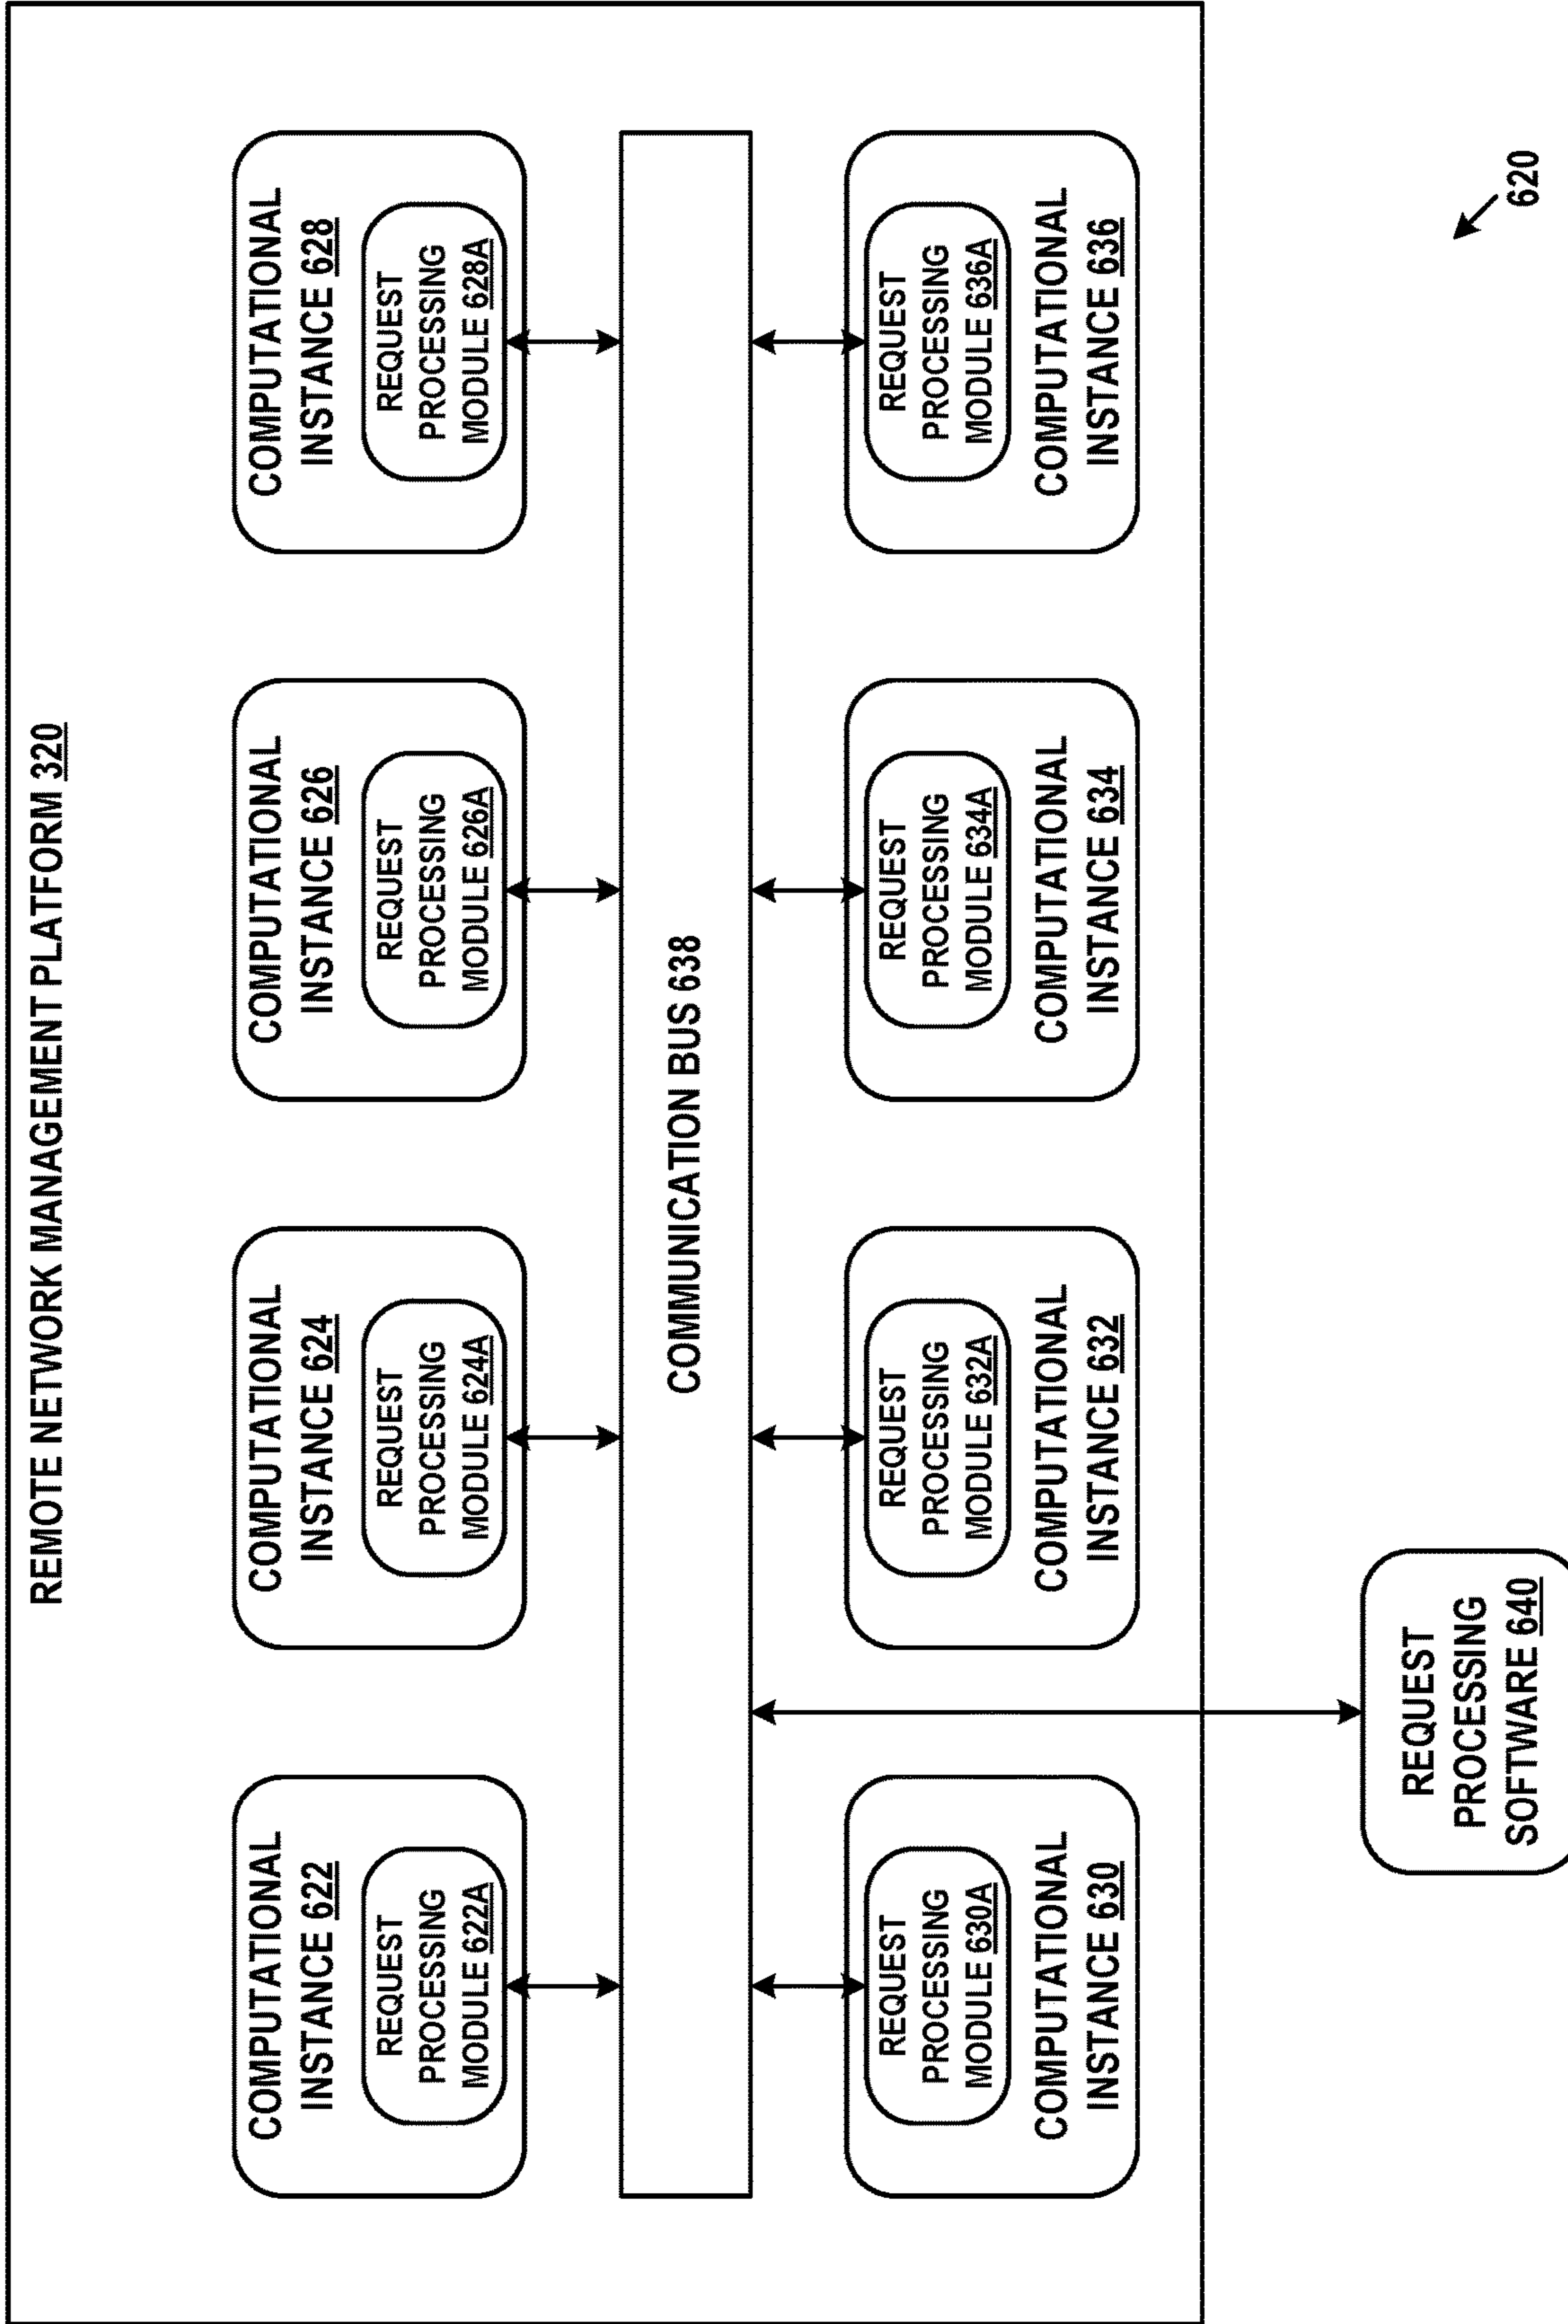 REMOTE NETWORK MANAGEMENT PLATFORM 320
COMPUTATIONAL
INSTANCE 622
REQUEST
PROCESSING
MODULE 622A
COMPUTATIONAL
INSTANCE 624
REQUEST
PROCESSING
MODULE 624A
COMPUTATIONAL
INSTANCE 626
REQUEST
PROCESSING
MODULE 626A
COMPUTATIONAL
INSTANCE 628
REQUEST
PROCESSING
MODULE 628A
COMMUNICATION BUS 638
REQUEST
PROCESSING
MODULE 630A
COMPUTATIONAL
INSTANCE 630
REQUEST
PROCESSING
MODULE 632A
COMPUTATIONAL
INSTANCE 632
REQUEST
PROCESSING
MODULE 634A
COMPUTATIONAL
INSTANCE 634
REQUEST
PROCESSING
MODULE 636A
COMPUTATIONAL
INSTANCE 636
REQUEST
PROCESSING
SOFTWARE 640
620